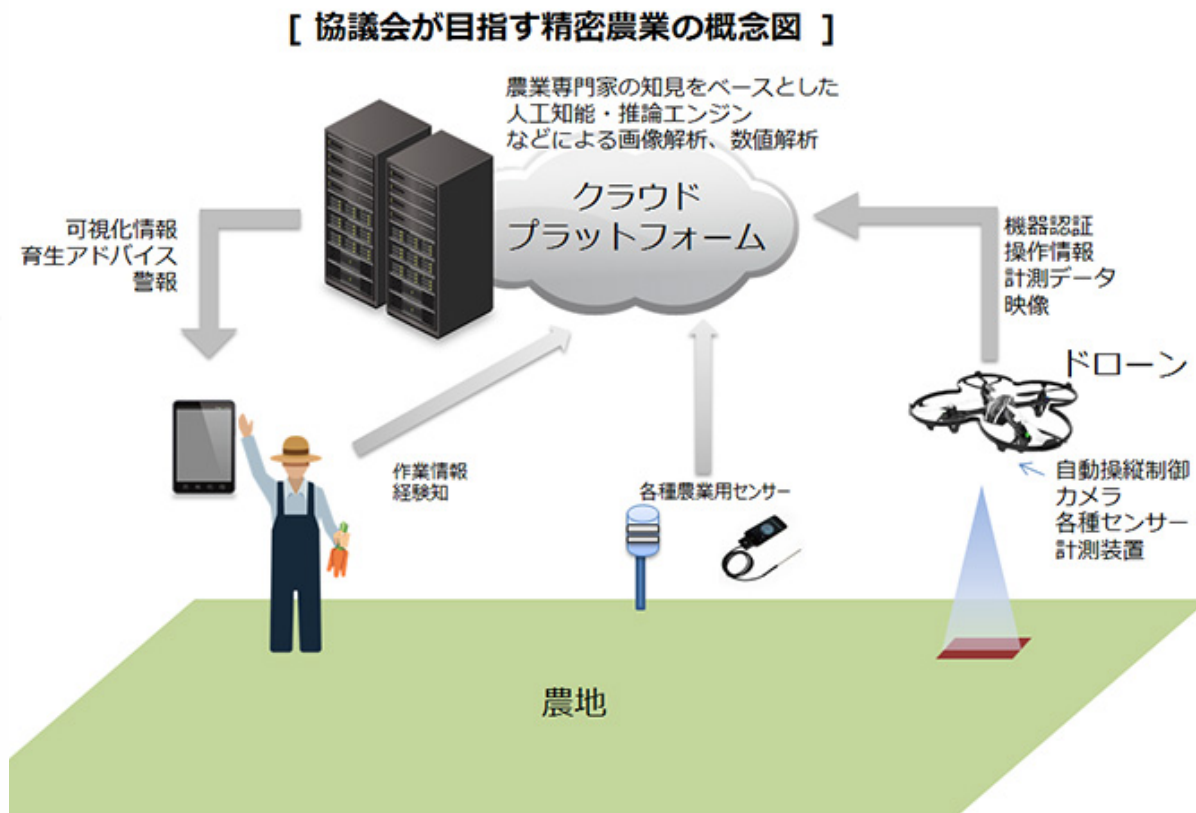 [ 協議会が目指す精密農業の概念図 ]
農業専門家の知見をベースとした
人工知能・推論エンジン
などによる画像解析、数値解析
クラウド
プラットフォーム
可視化情報
育生アドバイス
警報
機器認証
操作情報
計測データ
映像
ドローン
作業情報
経験知
各種農業用センサー
自動操縦制御
カメラ
各種センサー
計測装置
農地